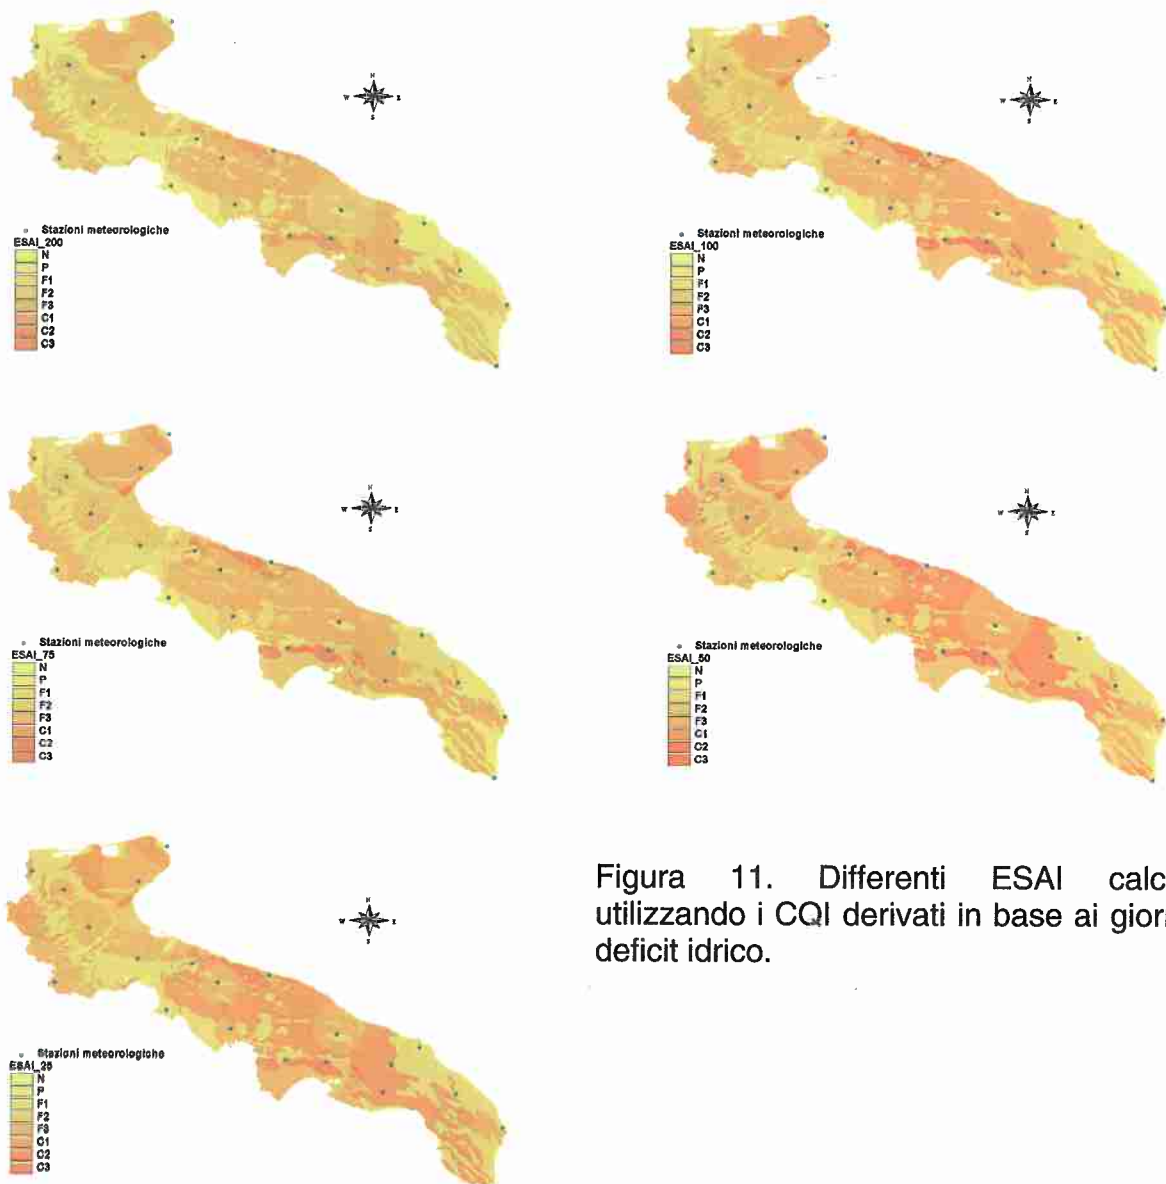 N
W E
S
Stazioni meteorologiche
ESAI_200
N
P
F1
F2
F3
C1
C2
C3
N
W E
S
Stazioni meteorologiche
ESAI_100
N
P
F1
F2
F3
C1
C2
C3
N
W E
S
Stazioni meteorologiche
ESAI_75
N
P
F1
F2
F3
C1
C2
C3
N
W E
S
Stazioni meteorologiche
ESAI_50
N
P
F1
F2
F3
C1
C2
C3
N
W E
S
Stazioni meteorologiche
ESAI_25
N
P
F1
F2
F3
C1
C2
C3
Figura 11. Differenti ESAI calc
utilizzando i CQI derivati in base ai gior
deficit idrico.